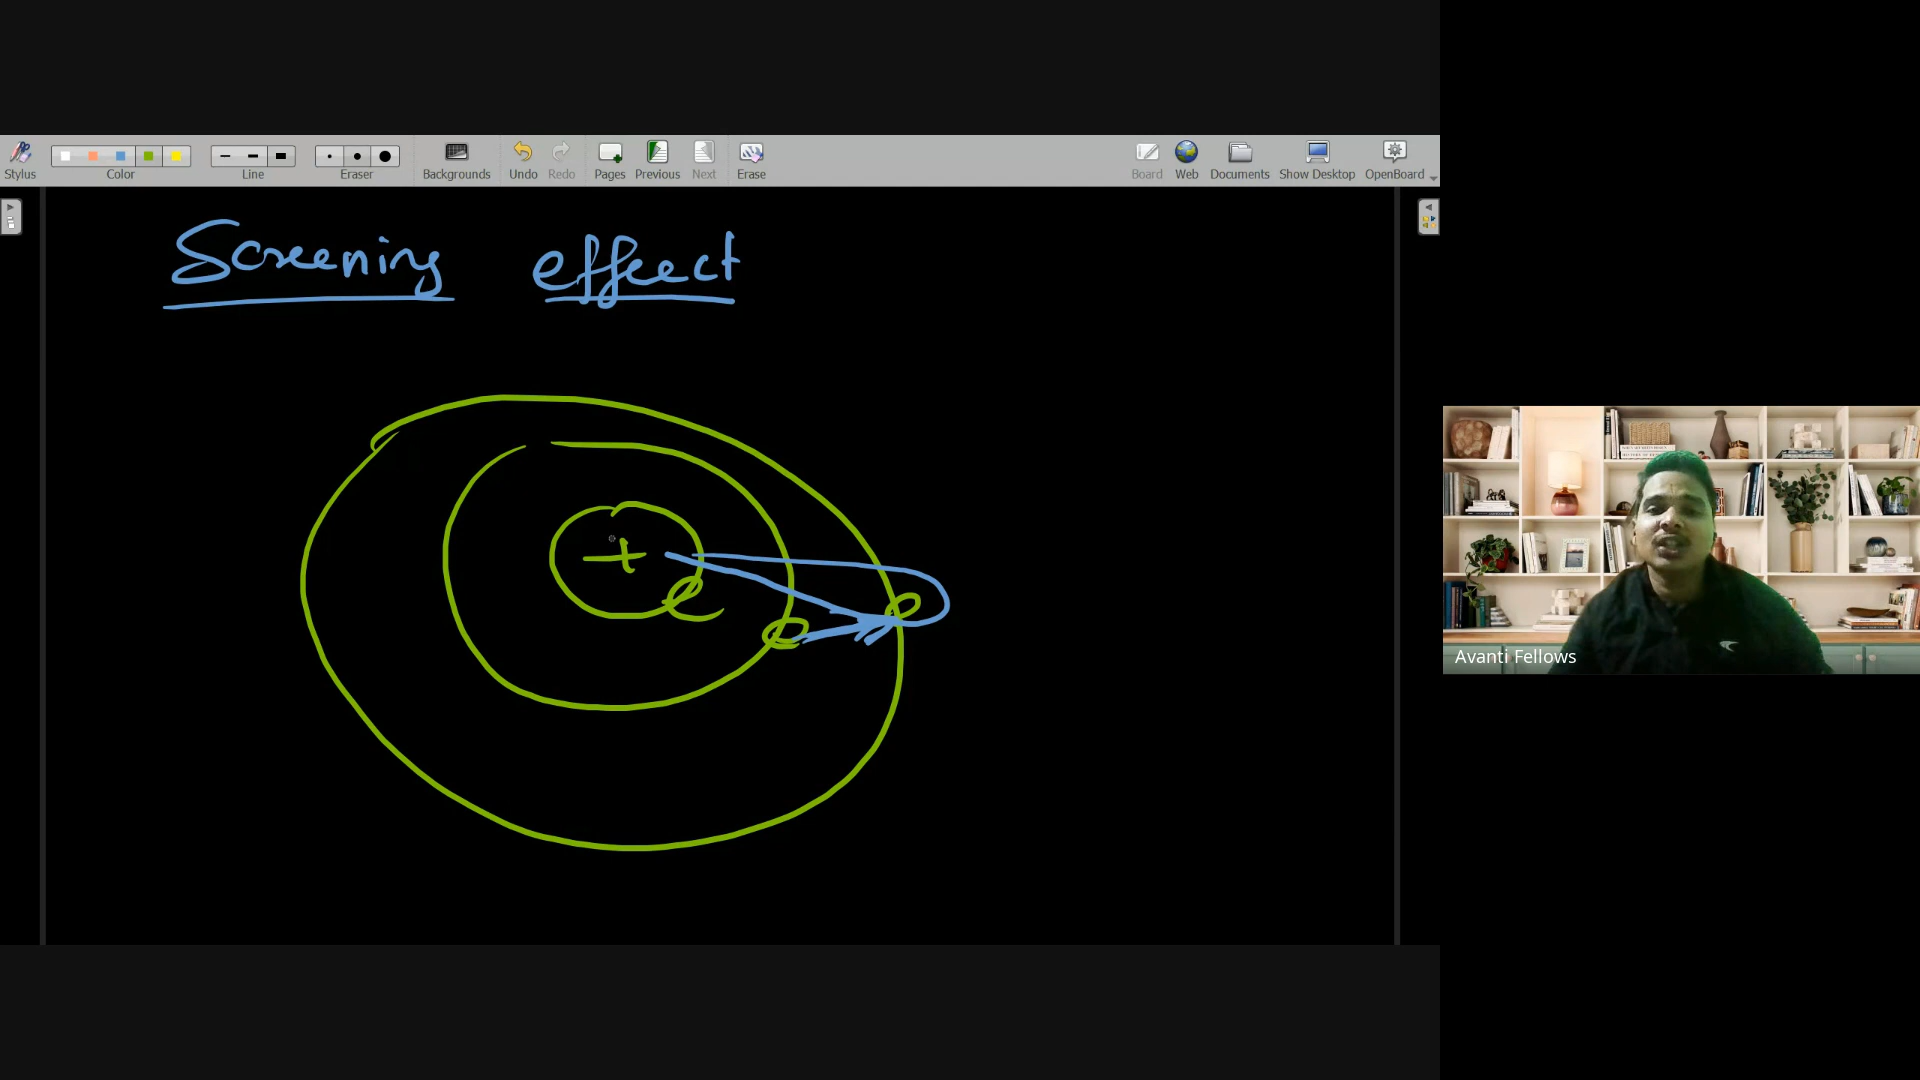 Stylus
Color
Line
Eraser
Backgrounds
Undo
Redo
Pages
Previous
Next
Erase
Board
Web
Documents
Show Desktop
OpenBoard
Screening effect
+
e
e
e
Avanti Fellows